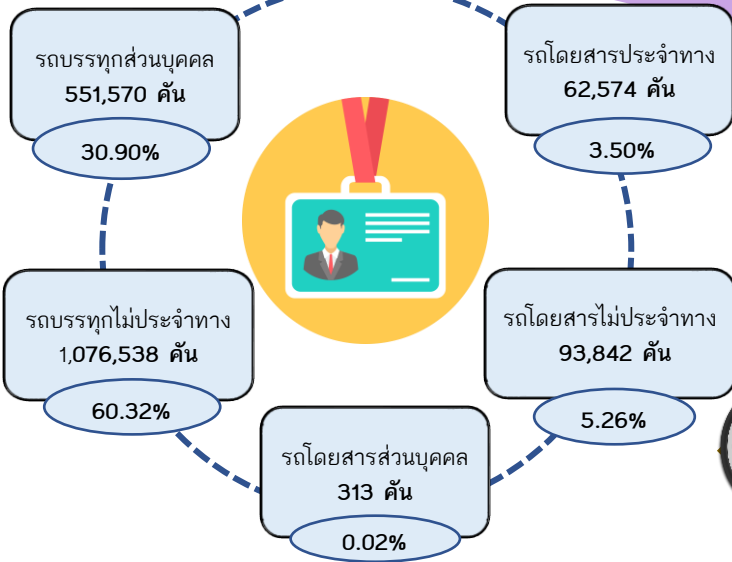 รถบรรทุกส่วนบุคคล
551,570 คัน
30.90%
รถโดยสารประจำทาง
62,574 คัน
3.50%
รถบรรทุกไม่ประจำทาง
1,076,538 คัน
60.32%
รถโดยสารไม่ประจำทาง
93,842 คัน
5.26%
รถโดยสารส่วนบุคคล
313 คัน
0.02%